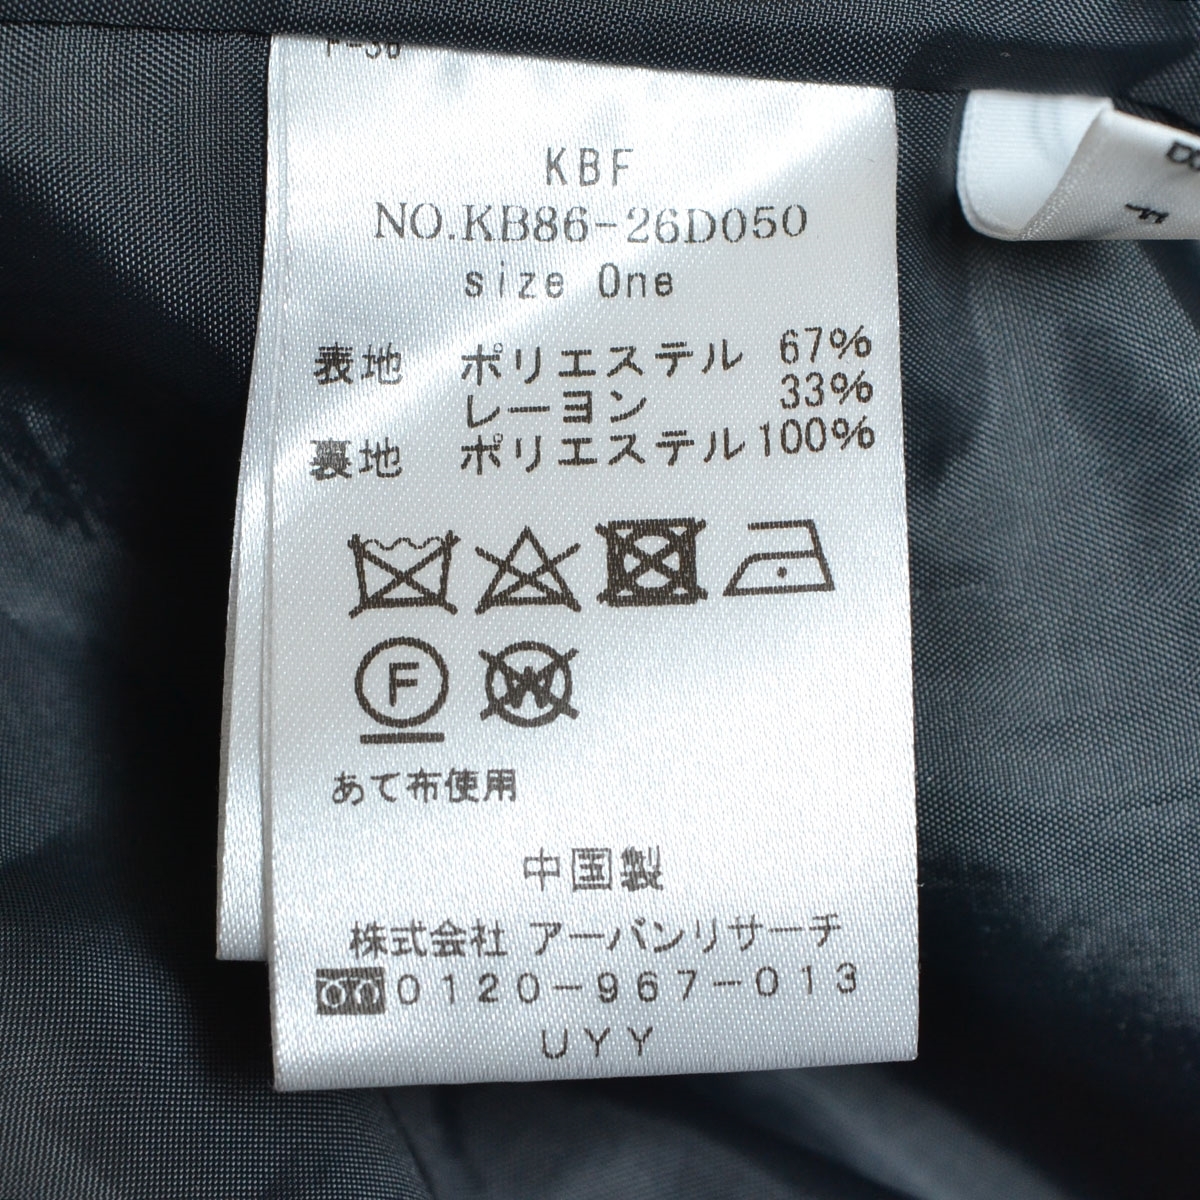 KBF
NO.KB86-26D050
size One
表地 ポリエステル 67%
レーヨン 33%
裏地 ポリエステル 100%
F
W
あて布使用
中国製
株式会社 アーバンリサーチ
0120-967-013
UYY